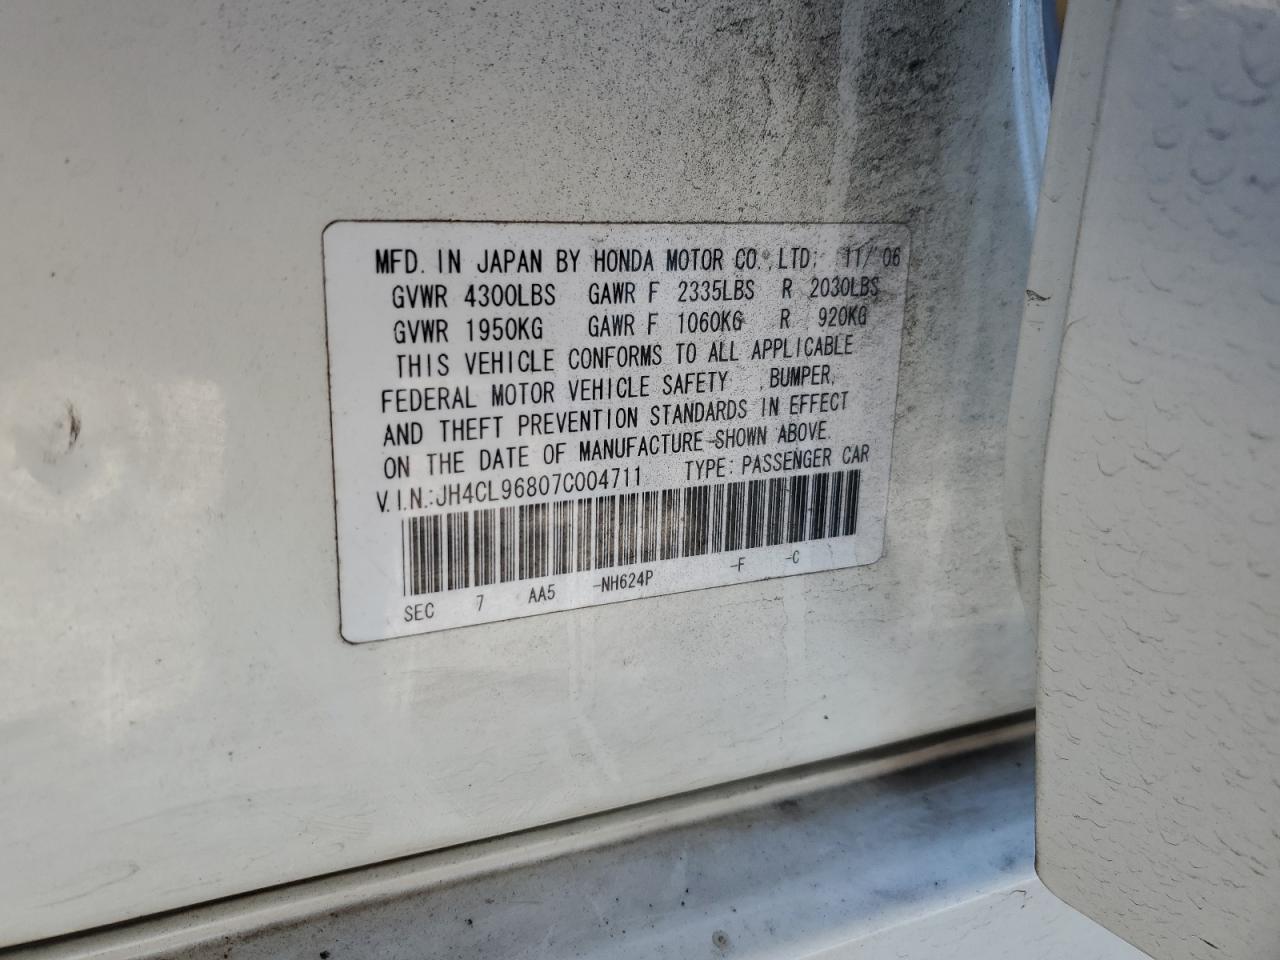 MFD. IN JAPAN BY HONDA MOTOR CO., LTD; 11/'06
GVWR 4300LBS GAWR F 2335LBS R 2030LBS
GVWR 1950KG GAWR F 1060KG R 920KG
THIS VEHICLE CONFORMS TO ALL APPLICABLE
FEDERAL MOTOR VEHICLE SAFETY , BUMPER,
AND THEFT PREVENTION STANDARDS IN EFFECT
ON THE DATE OF MANUFACTURE SHOWN ABOVE.
V.I.N.:JH4CL96807C004711 TYPE: PASSENGER CAR
SEC 7 AA5 -NH624P -F -C